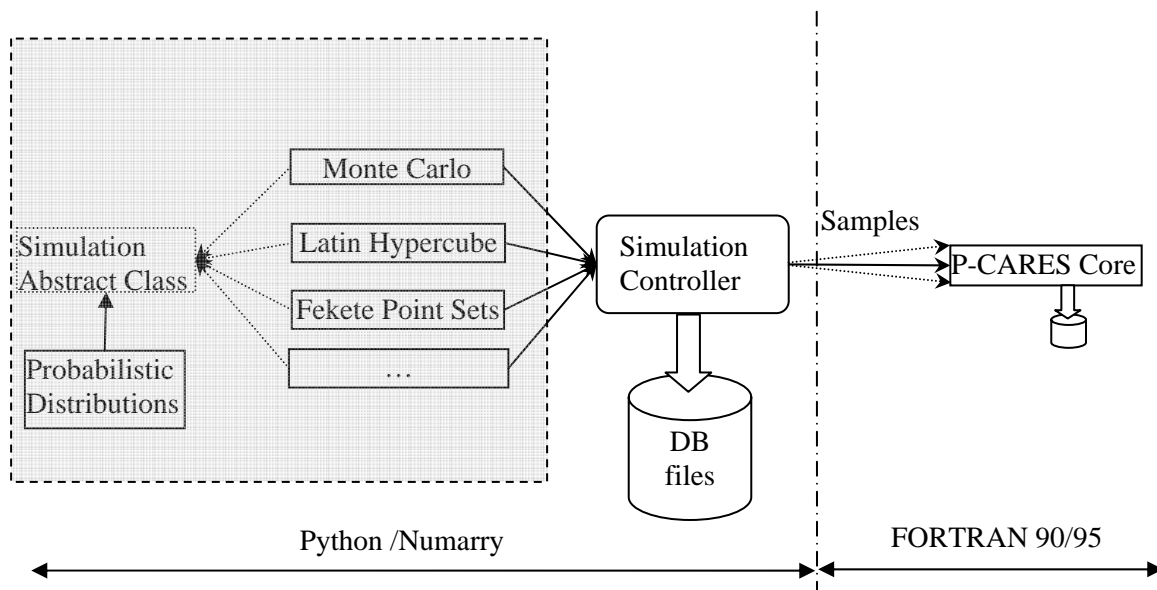 Monte Carlo
Simulation
Abstract Class
Latin Hypercube
Fekete Point Sets
…
Probabilistic
Distributions
Simulation
Controller
Samples
P-CARES Core
DB
files
Python /Numarry
FORTRAN 90/95